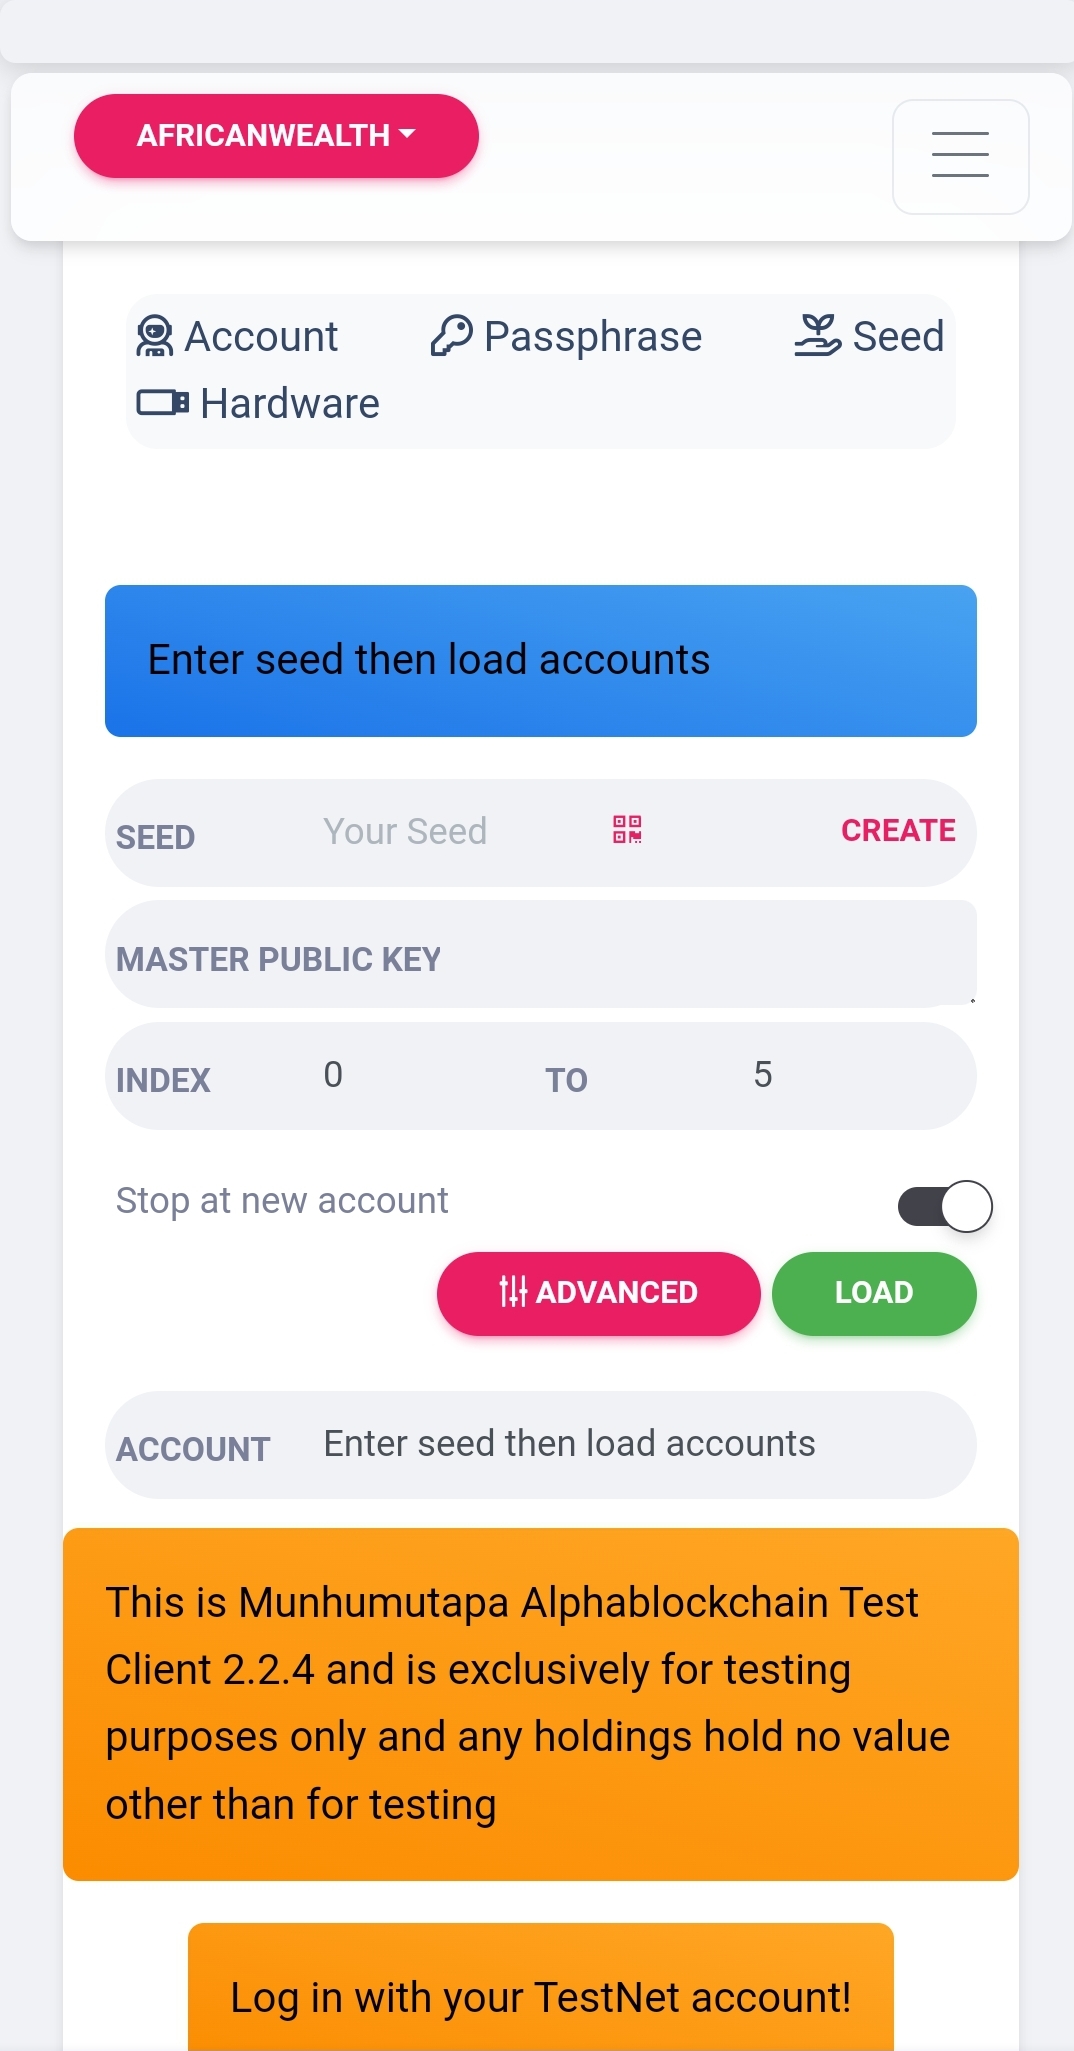 AFRICANWEALTH
Account Passphrase Seed
Hardware
Enter seed then load accounts
SEED Your Seed CREATE
MASTER PUBLIC KEY
INDEX 0 TO 5
Stop at new account
ADVANCED LOAD
ACCOUNT Enter seed then load accounts
This is Munhumutapa Alphablockchain Test
Client 2.2.4 and is exclusively for testing
purposes only and any holdings hold no value
other than for testing
Log in with your TestNet account!